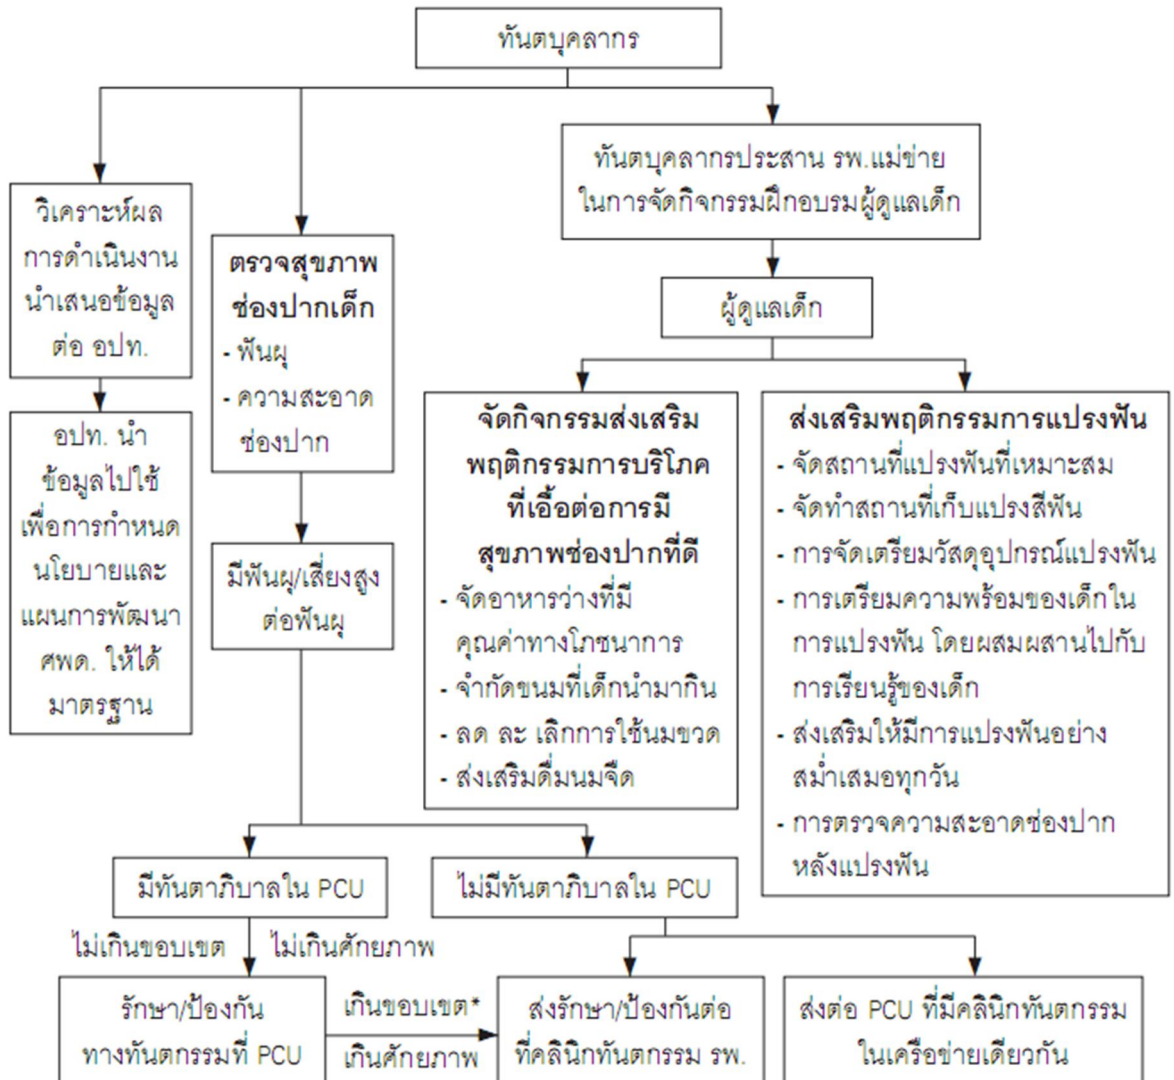 ทันตบุคลากร
วิเคราะห์ผล
การดำเนินงาน
นำเสนอข้อมูล
ต่อ อปท.
อปท. นำ
ข้อมูลไปใช้
เพื่อการกำหนด
นโยบายและ
แผนการพัฒนา
ศพด. ให้ได้
มาตรฐาน
ตรวจสุขภาพ
ช่องปากเด็ก
- ฟันผุ
- ความสะอาด
ช่องปาก
มีฟันผุ/เสี่ยงสูง
ต่อฟันผุ
ทันตบุคลากรประสาน รพ.แม่ข่าย
ในการจัดกิจกรรมฝึกอบรมผู้ดูแลเด็ก
ผู้ดูแลเด็ก
จัดกิจกรรมส่งเสริม
พฤติกรรมการบริโภค
ที่เอื้อต่อการมี
สุขภาพช่องปากที่ดี
- จัดอาหารว่างที่มี
คุณค่าทางโภชนาการ
- จำกัดขนมที่เด็กนำมากิน
- ลด ละ เลิกการใช้นมขวด
- ส่งเสริมดื่มนมจืด
ส่งเสริมพฤติกรรมการแปรงฟัน
- จัดสถานที่แปรงฟันที่เหมาะสม
- จัดทำสถานที่เก็บแปรงสีฟัน
- การจัดเตรียมวัสดุอุปกรณ์แปรงฟัน
- การเตรียมความพร้อมของเด็กใน
การแปรงฟัน โดยผสมผสานไปกับ
การเรียนรู้ของเด็ก
- ส่งเสริมให้มีการแปรงฟันอย่าง
สม่ำเสมอทุกวัน
- การตรวจความสะอาดช่องปาก
หลังแปรงฟัน
มีทันตาภิบาลใน PCU
ไม่มีทันตาภิบาลใน PCU
ไม่เกินขอบเขต ไม่เกินศักยภาพ
รักษา/ป้องกัน
ทางทันตกรรมที่ PCU
เกินขอบเขต*
เกินศักยภาพ
ส่งรักษา/ป้องกันต่อ
ที่คลินิกทันตกรรม รพ.
ส่งต่อ PCU ที่มีคลินิกทันตกรรม
ในเครือข่ายเดียวกัน